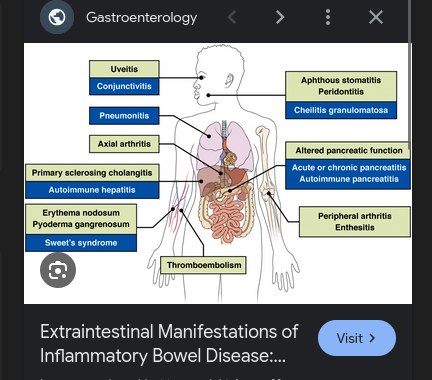 Gastroenterology
Uveitis
Conjunctivitis
Pneumonitis
Axial arthritis
Primary sclerosing cholangitis
Autoimmune hepatitis
Erythema nodosum
Pyoderma gangrenosum
Sweet's syndrome
Thromboembolism
Aphthous stomatitis
Peridontitis
Cheilitis granulomatosa
Altered pancreatic function
Acute or chronic pancreatitis
Autoimmune pancreatitis
Peripheral arthritis
Enthesitis
Extraintestinal Manifestations of
Inflammatory Bowel Disease:...
Visit >